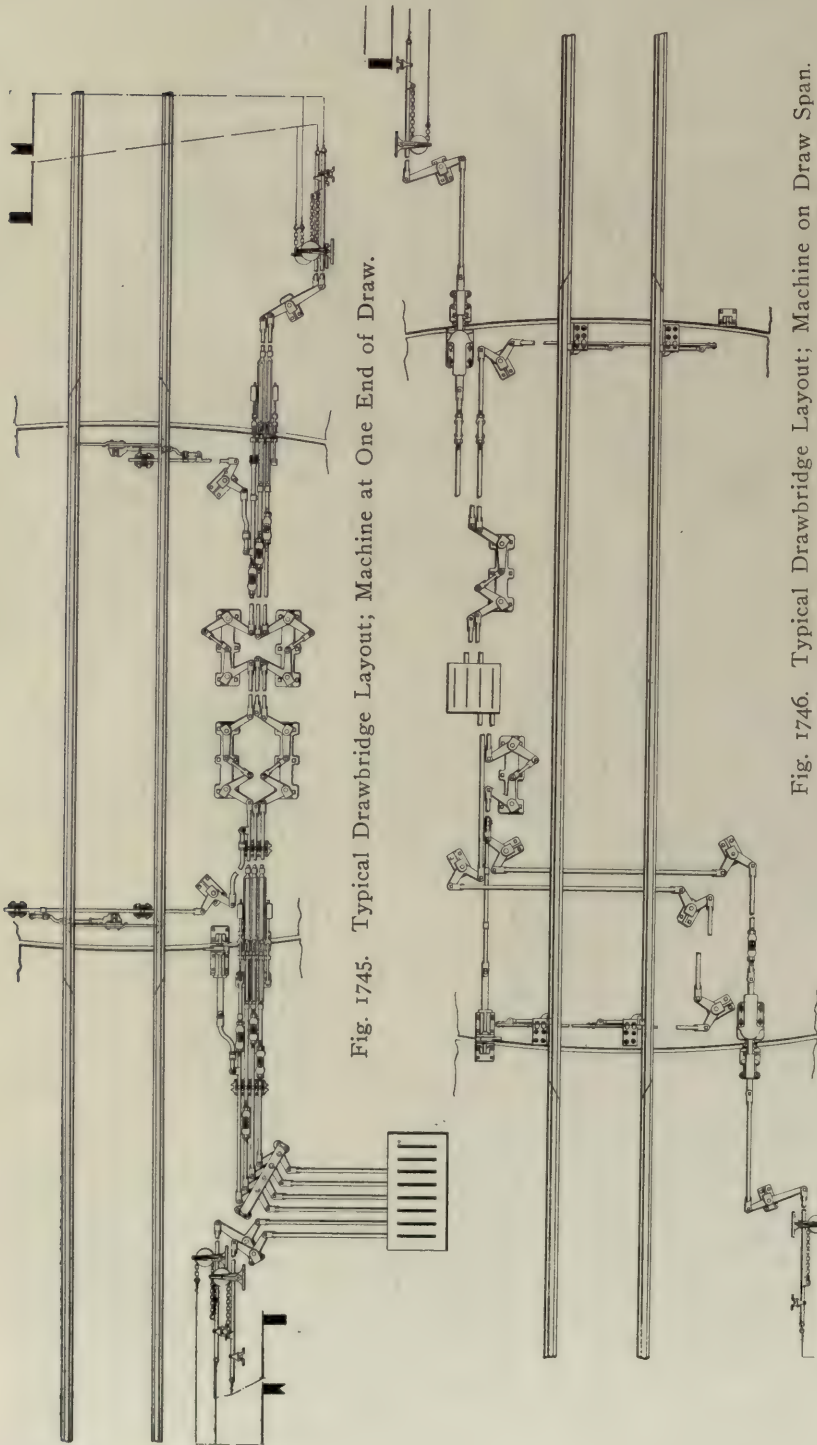 Fig. 1745. Typical Drawbridge Layout; Machine at One End of Draw.
Fig. 1746. Typical Drawbridge Layout; Machine on Draw Span.